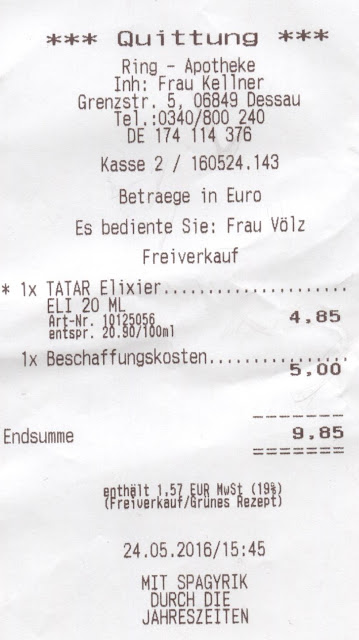 *** Quittung ***
Ring - Apotheke
Inh: Frau Kellner
Grenzstr. 5, 06849 Dessau
Tel.:0340/800 240
DE 174 114 376
Kasse 2 / 160524.143
Betraege in Euro
Es bediente Sie: Frau Völz
Freiverkauf
* 1x TATAR Elixier.....................
ELI 20 ML 4,85
Art-Nr. 10125056
entspr. 20.90/100ml
1x Beschaffungskosten................
5,00
Endsumme 9,85
enthält 1,57 EUR MwSt (19%)
(Freiverkauf/Grünes Rezept)
24.05.2016/15:45
MIT SPAGYRIK
DURCH DIE
JAHRESZEITEN